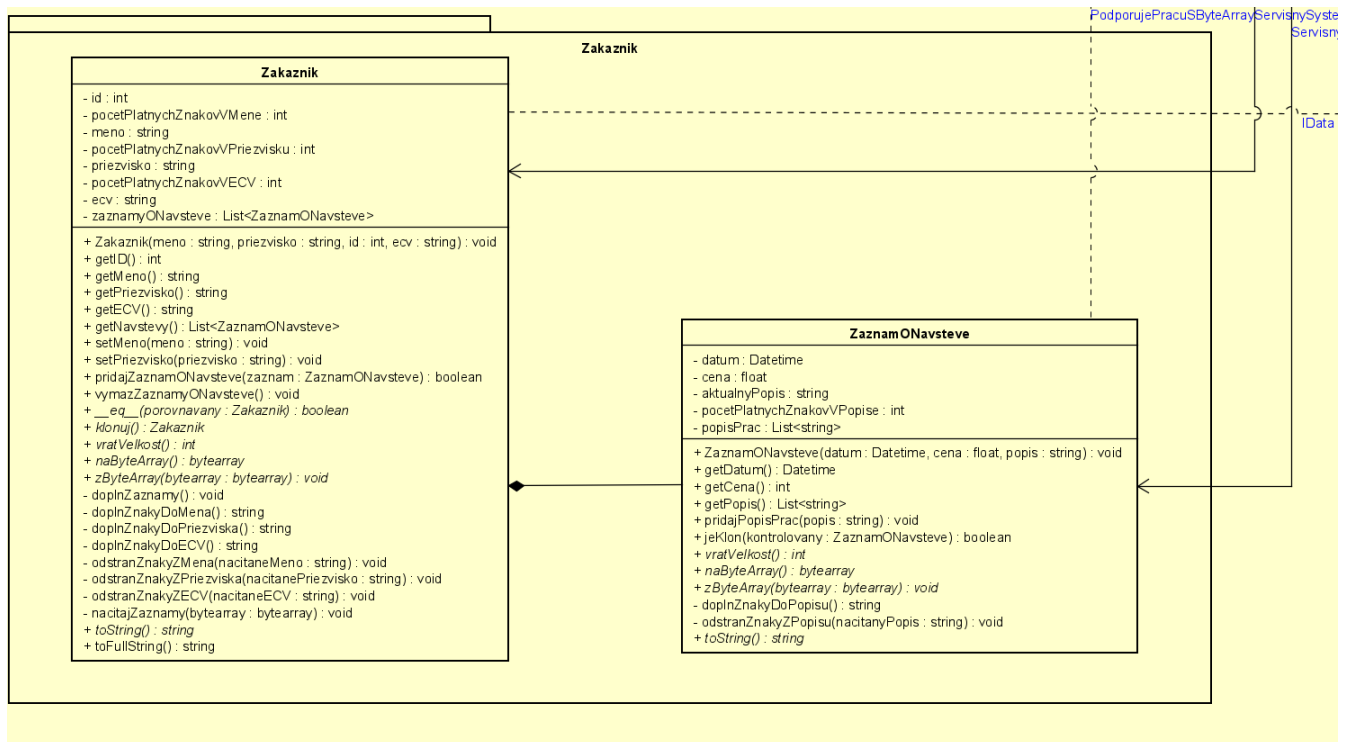 PodporujePracuSByteArrayServisnySyste
Servisny
Zakaznik
Zakaznik
- id : int
- pocetPlatnychZnakovVMene : int
- meno : string
- pocetPlatnychZnakovVPriezvisku : int
- priezvisko : string
- pocetPlatnychZnakovVECV : int
- ecv : string
- zaznamyONavsteve : List<ZaznamONavsteve>
+ Zakaznik(meno : string, priezvisko : string, id : int, ecv : string) : void
+ getID() : int
+ getMeno() : string
+ getPriezvisko() : string
+ getECV() : string
+ getNavstevy() : List<ZaznamONavsteve>
+ setMeno(meno : string) : void
+ setPriezvisko(priezvisko : string) : void
+ pridajZaznamONavsteve(zaznam : ZaznamONavsteve) : boolean
+ vymazZaznamyONavsteve() : void
+ __eq__(porovnavany : Zakaznik) : boolean
+ klonuj() : Zakaznik
+ vratVelkost() : int
+ naByteArray() : bytearray
+ zByteArray(bytearray : bytearray) : void
- doplnZaznamy() : void
- doplnZnakyDoMena() : string
- doplnZnakyDoPriezviska() : string
- doplnZnakyDoECV() : string
- odstranZnakyZMena(nacitaneMeno : string) : void
- odstranZnakyZPriezviska(nacitanePriezvisko : string) : void
- odstranZnakyZECV(nacitaneECV : string) : void
- nacitajZaznamy(bytearray : bytearray) : void
+ toString() : string
+ toFullString() : string
IData
ZaznamONavsteve
- datum : Datetime
- cena : float
- aktualnyPopis : string
- pocetPlatnychZnakovVPopise : int
- popisPrac : List<string>
+ ZaznamONavsteve(datum : Datetime, cena : float, popis : string) : void
+ getDatum() : Datetime
+ getCena() : int
+ getPopis() : List<string>
+ pridajPopisPrac(popis : string) : void
+ jeKlon(kontrolovany : ZaznamONavsteve) : boolean
+ vratVelkost() : int
+ naByteArray() : bytearray
+ zByteArray(bytearray : bytearray) : void
- doplnZnakyDoPopisu() : string
- odstranZnakyZPopisu(nacitanyPopis : string) : void
+ toString() : string